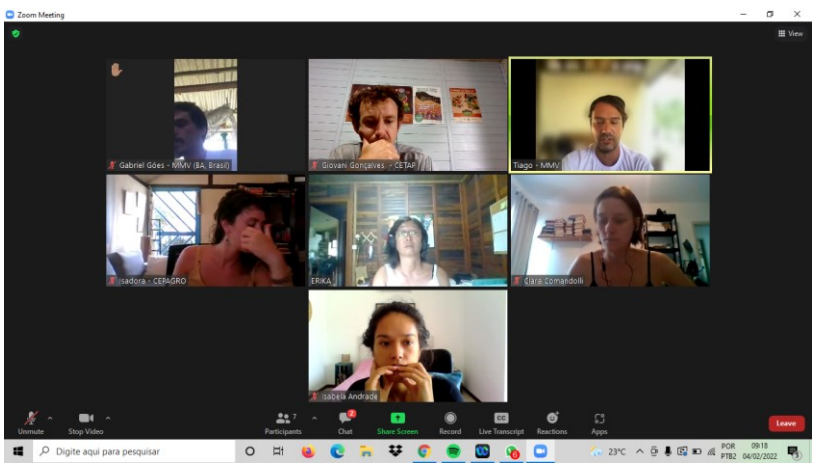 Zoom Meeting
View
Gabriel Góes - MMV (BA, Brasil)
Giovani Gonçalves - CETAP
Tiago - MMV
Isadora - CEPAGRO
ERIKA
Clara Comandolli
Isabela Andrade
Unmute
Stop Video
Participants
7
Chat
2
Share Screen
Record
CC
Live Transcript
Reactions
Apps
Leave
Digite aqui para pesquisar
23°C
POR
PTB2
09:18
04/02/2022